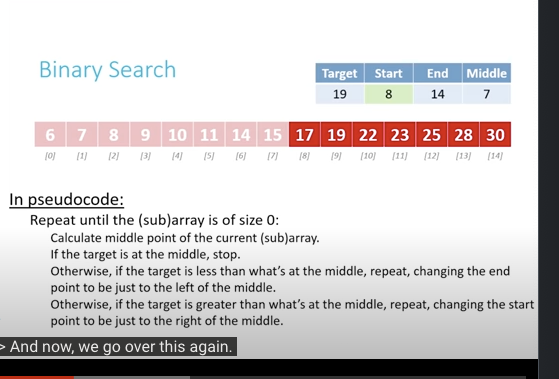 Binary Search
Target Start End Middle
19 8 14 7
6 7 8 9 10 11 14 15 17 19 22 23 25 28 30
[0] [1] [2] [3] [4] [5] [6] [7] [8] [9] [10] [11] [12] [13] [14]
In pseudocode:
Repeat until the (sub)array is of size 0:
Calculate middle point of the current (sub)array.
If the target is at the middle, stop.
Otherwise, if the target is less than what's at the middle, repeat, changing the end
point to be just to the left of the middle.
Otherwise, if the target is greater than what's at the middle, repeat, changing the start
point to be just to the right of the middle.
> And now, we go over this again.